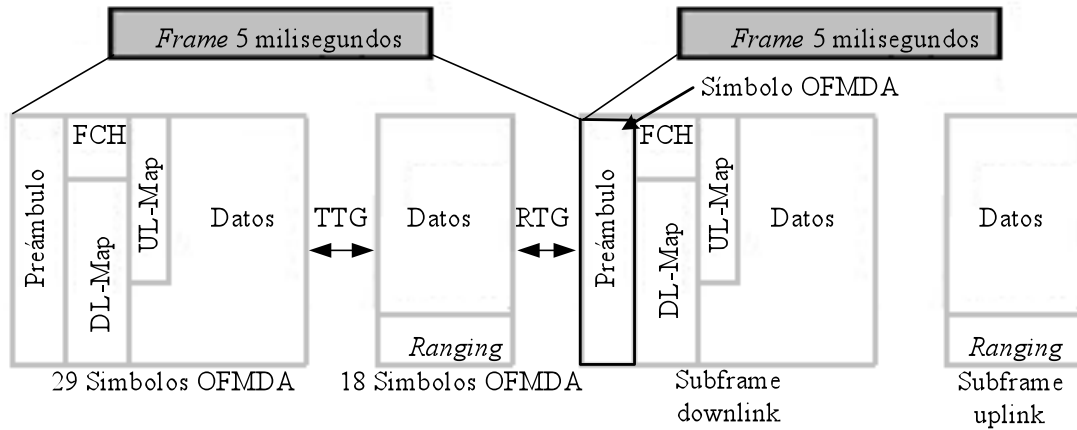 Frame 5 milisegundos
Frame 5 milisegundos
Símbolo OFMDA
Preámbulo
FCH
DL-Map
UL-Map
Datos
TTG
Datos
Ranging
RTG
Preámbulo
FCH
DL-Map
UL-Map
Datos
Datos
Ranging
29 Simbolos OFMDA
18 Simbolos OFMDA
Subframe
downlink
Subframe
uplink